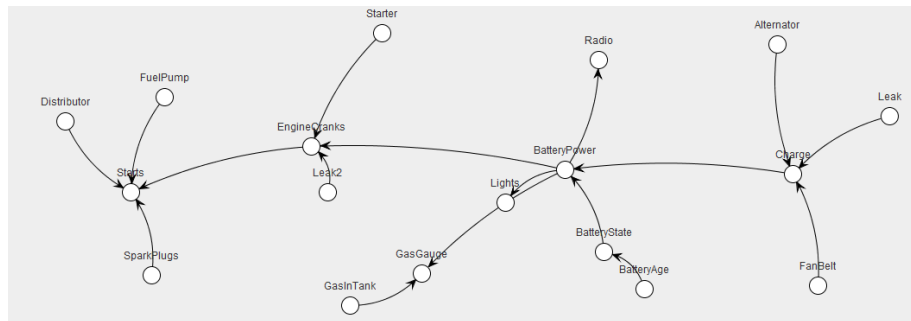 Starter
Radio
Alternator
FuelPump
Distributor
Leak
EngineCranks
BatteryPower
Charge
Starts
Leak2
Lights
BatteryState
SparkPlugs
GasGauge
BatteryAge
FanBelt
GasInTank